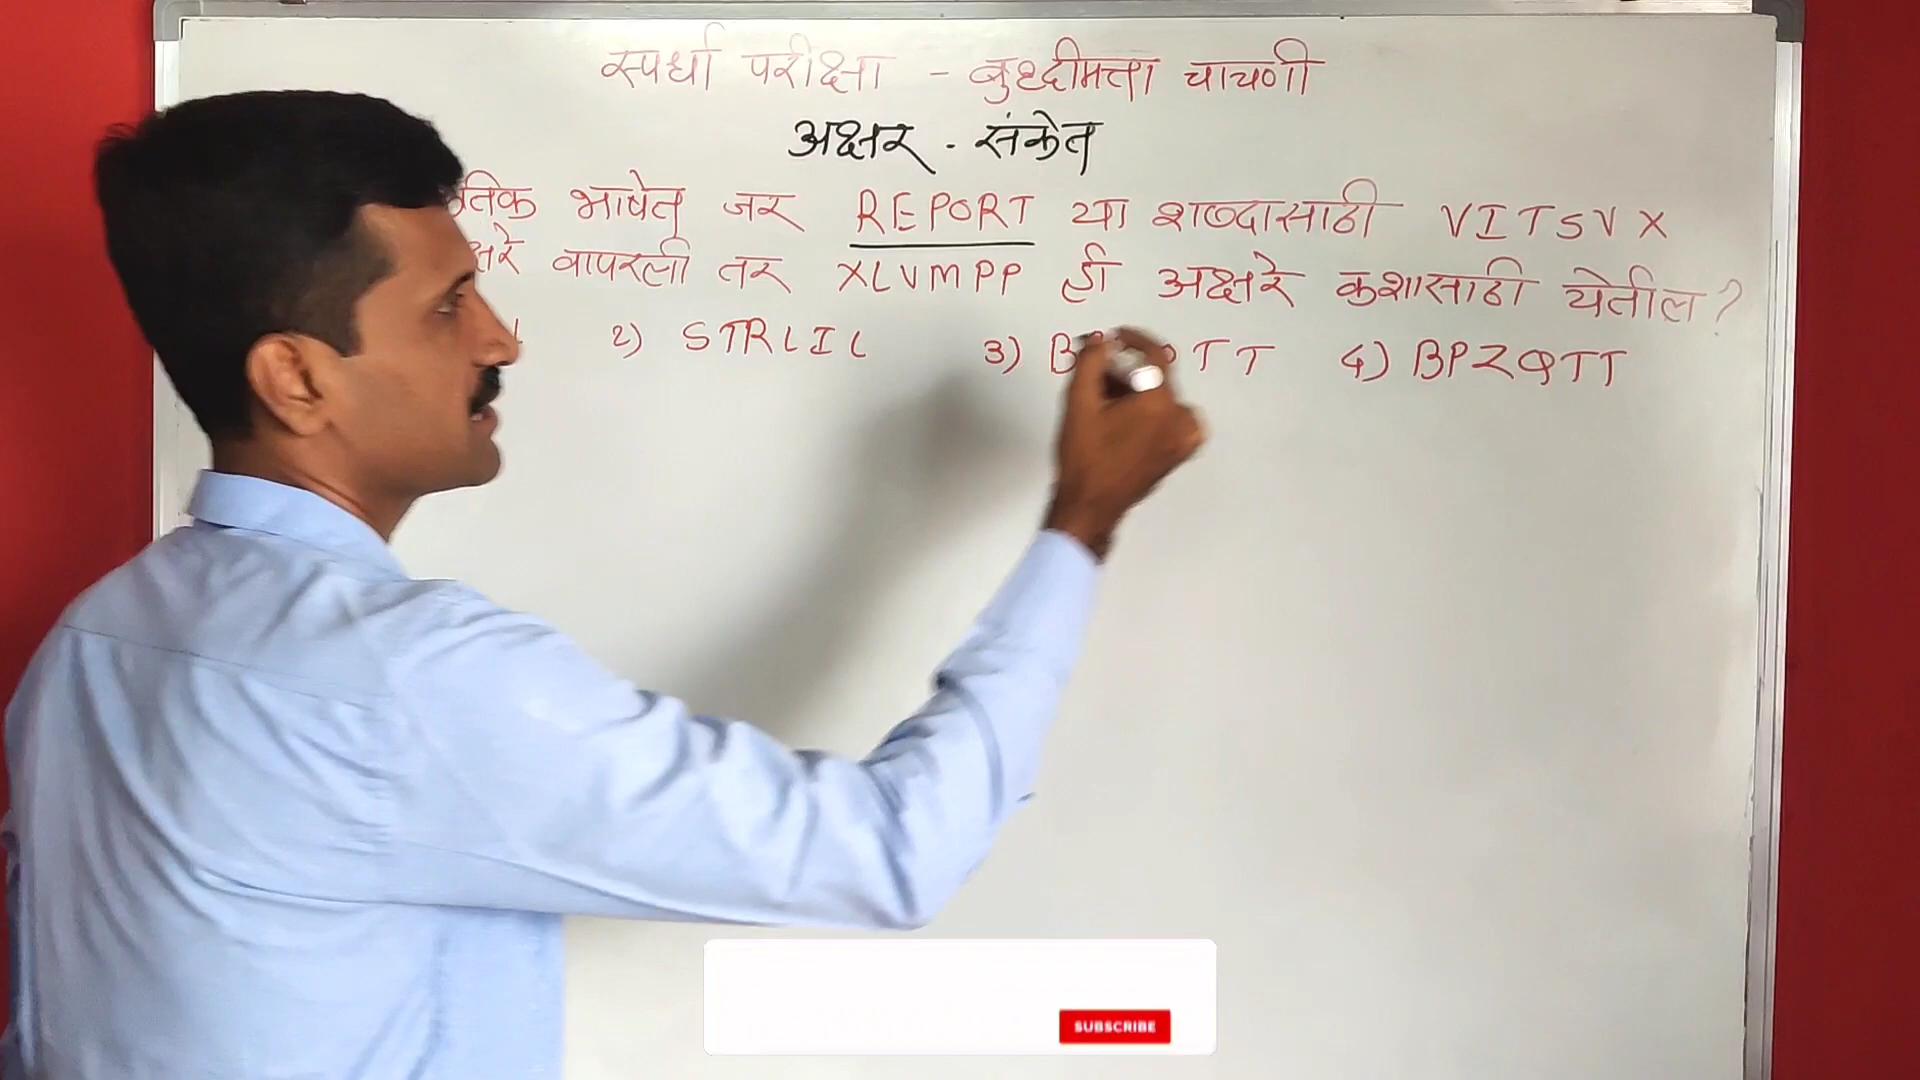 स्पर्धा परीक्षा - बुध्दीमत्ता चाचणी
अक्षर - संकेत
भाषेत जर REPORT या शब्दासाठी VITSVX
वापरली तर XLVMPP ही अक्षरे कशासाठी येतील?
2) STRLIL 3) 4) BPZQTT
SUBSCRIBE